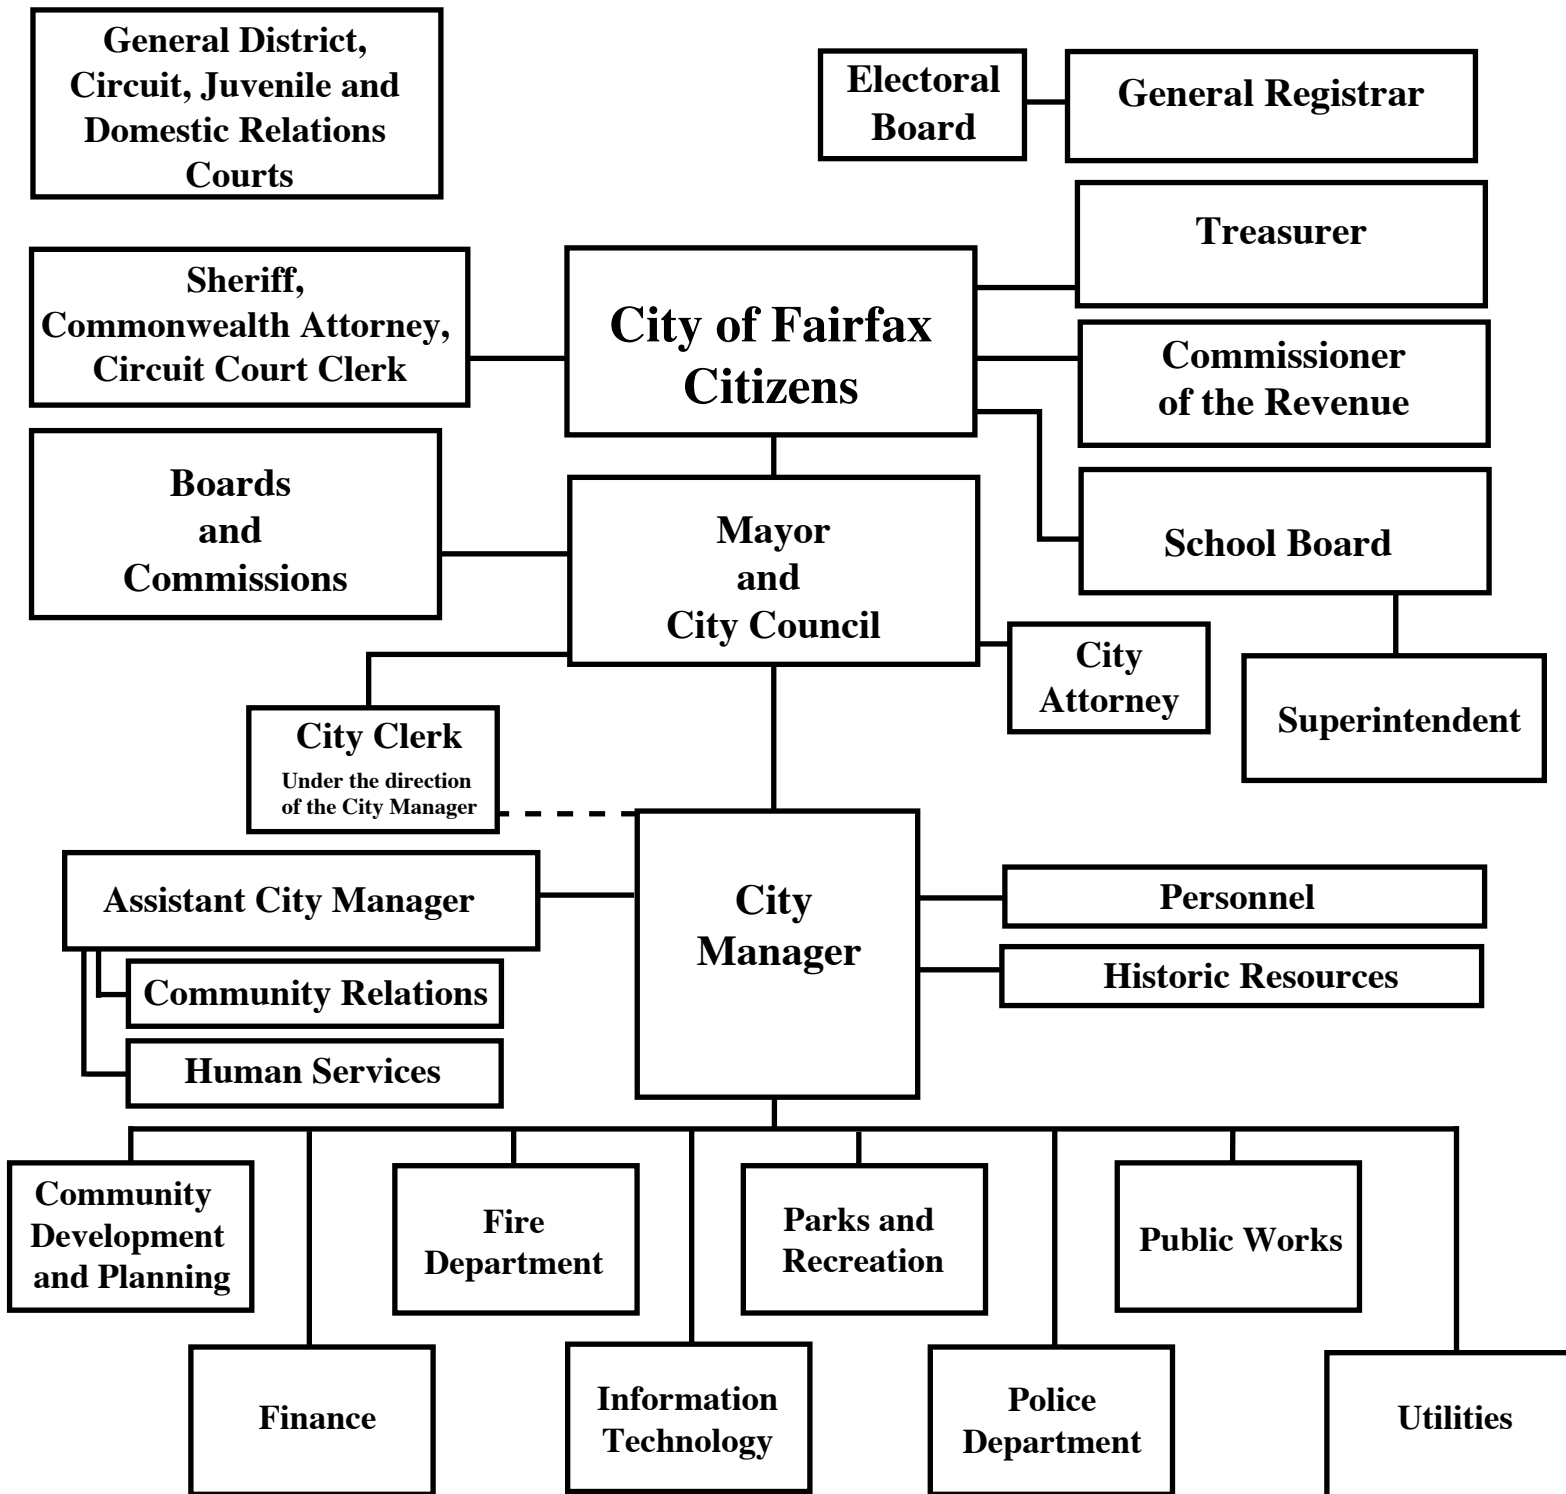 General District,
Circuit, Juvenile and
Domestic Relations
Courts
Electoral
Board
General Registrar
Treasurer
Sheriff,
Commonwealth Attorney,
Circuit Court Clerk
City of Fairfax
Citizens
Commissioner
of the Revenue
Boards
and
Commissions
Mayor
and
City Council
School Board
City
Attorney
Superintendent
City Clerk
Under the direction
of the City Manager
Assistant City Manager
City
Manager
Personnel
Historic Resources
Community Relations
Human Services
Community
Development
and Planning
Fire
Department
Parks and
Recreation
Public Works
Finance
Information
Technology
Police
Department
Utilities